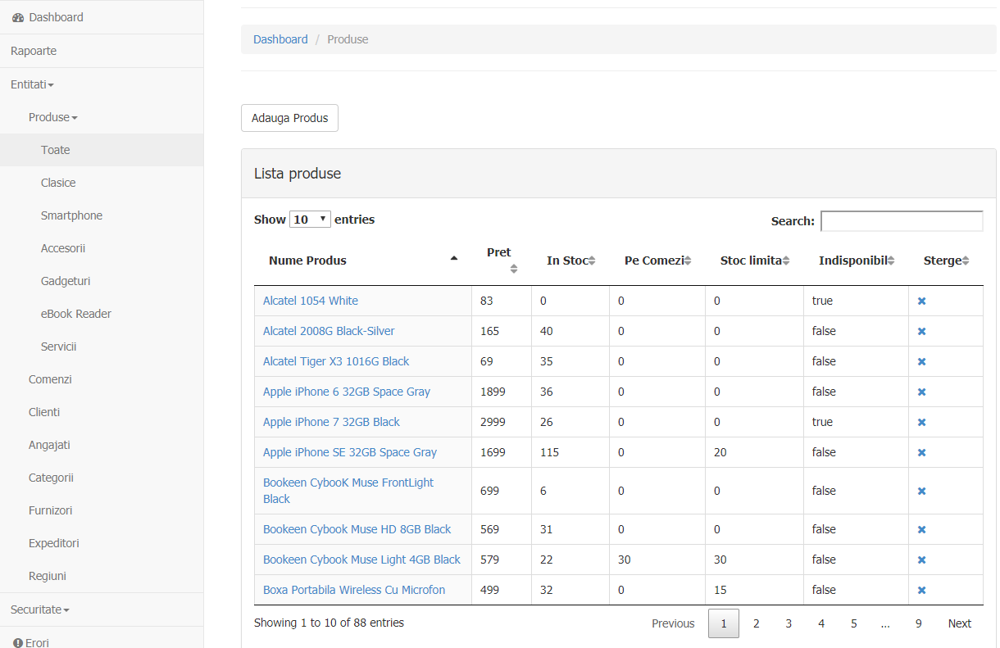 Dashboard
Rapoarte
Entitati
Produse
Toate
Clasice
Smartphone
Accesorii
Gadgeturi
eBook Reader
Servicii
Comenzi
Clienti
Angajati
Categorii
Furnizori
Expeditori
Regiuni
Securitate
Erori
Dashboard / Produse
Adauga Produs
Lista produse
Show 10 entries Search:
Nume Produs Pret In Stoc Pe Comezi Stoc limita Indisponibil Sterge
Alcatel 1054 White 83 0 0 0 true
Alcatel 2008G Black-Silver 165 40 0 0 false
Alcatel Tiger X3 1016G Black 69 35 0 0 false
Apple iPhone 6 32GB Space Gray 1899 36 0 0 false
Apple iPhone 7 32GB Black 2999 26 0 0 true
Apple iPhone SE 32GB Space Gray 1699 115 0 20 false
Bookeen CybooK Muse FrontLight
Black 699 6 0 0 false
Bookeen Cybook Muse HD 8GB Black 569 31 0 0 false
Bookeen Cybook Muse Light 4GB Black 579 22 30 30 false
Boxa Portabila Wireless Cu Microfon 499 32 0 15 false
Showing 1 to 10 of 88 entries Previous 1 2 3 4 5 ... 9 Next